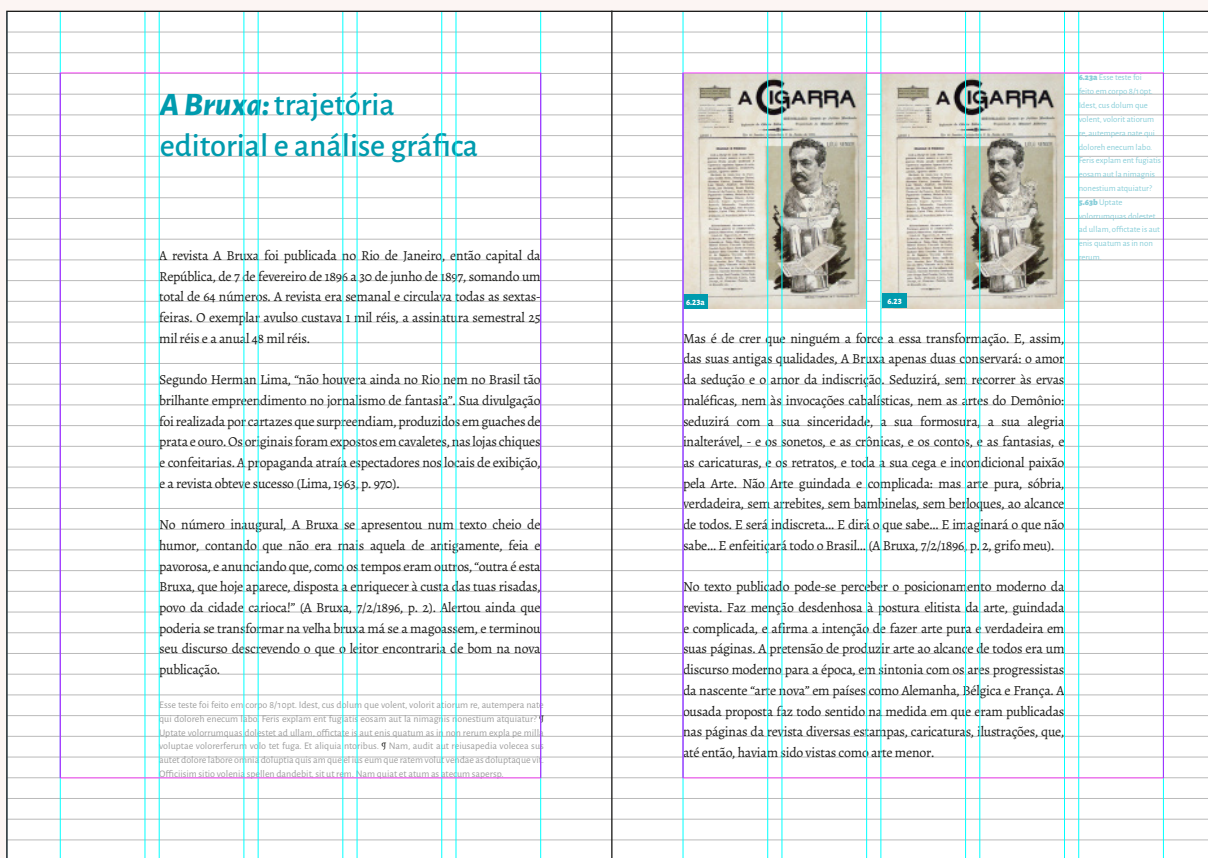 A Bruxa: trajetória
editorial e análise gráfica
A revista A Bruxa foi publicada no Rio de Janeiro, então capital da
República, de 7 de fevereiro de 1896 a 30 de junho de 1897, somando um
total de 64 números. A revista era semanal e circulava todas as sextas-
feiras. O exemplar avulso custava 1 mil réis, a assinatura semestral 25
mil réis e a anual 48 mil réis.
Segundo Herman Lima, “não houvera ainda no Rio nem no Brasil tão
brilhante empreendimento no jornalismo de fantasia”. Sua divulgação
foi realizada por cartazes que surpreendiam, produzidos em guaches de
prata e ouro. Os originais foram expostos em cavaletes, nas lojas chiques
e confeitarias. A propaganda atraía espectadores nos locais de exibição,
e a revista obteve sucesso (Lima, 1963, p. 970).
No número inaugural, A Bruxa se apresentou num texto cheio de
humor, contando que não era mais aquela de antigamente, feia e
pavorosa, e anunciando que, como os tempos eram outros, “outra é esta
Bruxa, que hoje aparece, disposta a enriquecer à custa das tuas risadas,
povo da cidade carioca!” (A Bruxa, 7/2/1896, p. 2). Alertou ainda que
poderia se transformar na velha bruxa má se a magoassem, e terminou
seu discurso descrevendo o que o leitor encontraria de bom na nova
publicação.
Esse teste foi feito em corpo 8/10pt. Idest, cus dolum que volent, volorit atiorum re, autempera nate
qui doloreh enecum labo. Feris explam ent fugiatis eosam aut la nimagnis nonestium atquiatur? ¶
Uptate volorrumquas dolestet ad ullam, offictate is aut enis quatum as in non rerum expla pe milla
voluptae volorerferum volo tet fuga. Et aliquia ntoribus. ¶ Nam, audit aut reiusapedia volecea sus
autet dolore labore omnia doluptia quis am que el ius eum que ratem volut vendae as doluptaque vit.
Officiisim sitio volenia spellen dandebit, sit ut rem. Nam quiat et atum as atecum sapersp.
A CIGARRA
A CIGARRA
6.23a
6.23
6.23a Esse teste foi
feito em corpo 8/10pt.
Idest, cus dolum que
volent, volorit atiorum
re, autempera nate qui
doloreh enecum labo.
Feris explam ent fugiatis
eosam aut la nimagnis
nonestium atquiatur?
Uptate
volorrumquas dolestet
ad ullam, offictate is aut
enis quatum as in non
rerum.
Mas é de crer que ninguém a force a essa transformação. E, assim,
das suas antigas qualidades, A Bruxa apenas duas conservará: o amor
da sedução e o amor da indiscrição. Seduzirá, sem recorrer às ervas
maléficas, nem às invocações cabalísticas, nem as artes do Demônio:
seduzirá com a sua sinceridade, a sua formosura, a sua alegria
inalterável, - e os sonetos, e as crônicas, e os contos, e as fantasias, e
as caricaturas, e os retratos, e toda a sua cega e incondicional paixão
pela Arte. Não Arte guindada e complicada: mas arte pura, sóbria,
verdadeira, sem arrebites, sem bambinelas, sem berloques, ao alcance
de todos. E será indiscreta... E dirá o que sabe... E imaginará o que não
sabe... E enfeitiçará todo o Brasil... (A Bruxa, 7/2/1896, p. 2, grifo meu).
No texto publicado pode-se perceber o posicionamento moderno da
revista. Faz menção desdenhosa à postura elitista da arte, guindada
e complicada, e afirma a intenção de fazer arte pura e verdadeira em
suas páginas. A pretensão de produzir arte ao alcance de todos era um
discurso moderno para a época, em sintonia com os ares progressistas
da nascente “arte nova” em países como Alemanha, Bélgica e França. A
ousada proposta faz todo sentido na medida em que eram publicadas
nas páginas da revista diversas estampas, caricaturas, ilustrações, que,
até então, haviam sido vistas como arte menor.